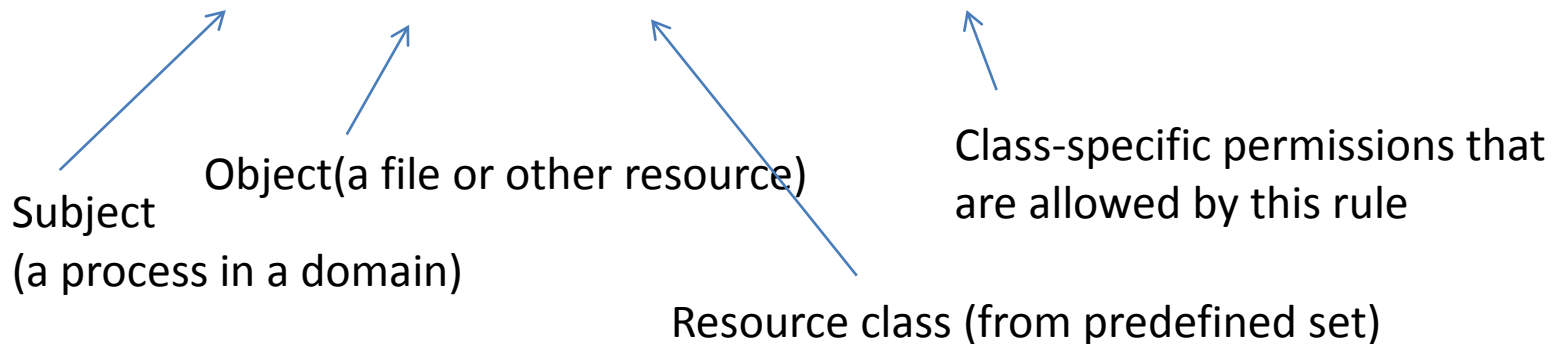 Object(a file or other resource)
Subject
(a process in a domain)
Class-specific permissions that
are allowed by this rule
Resource class (from predefined set)